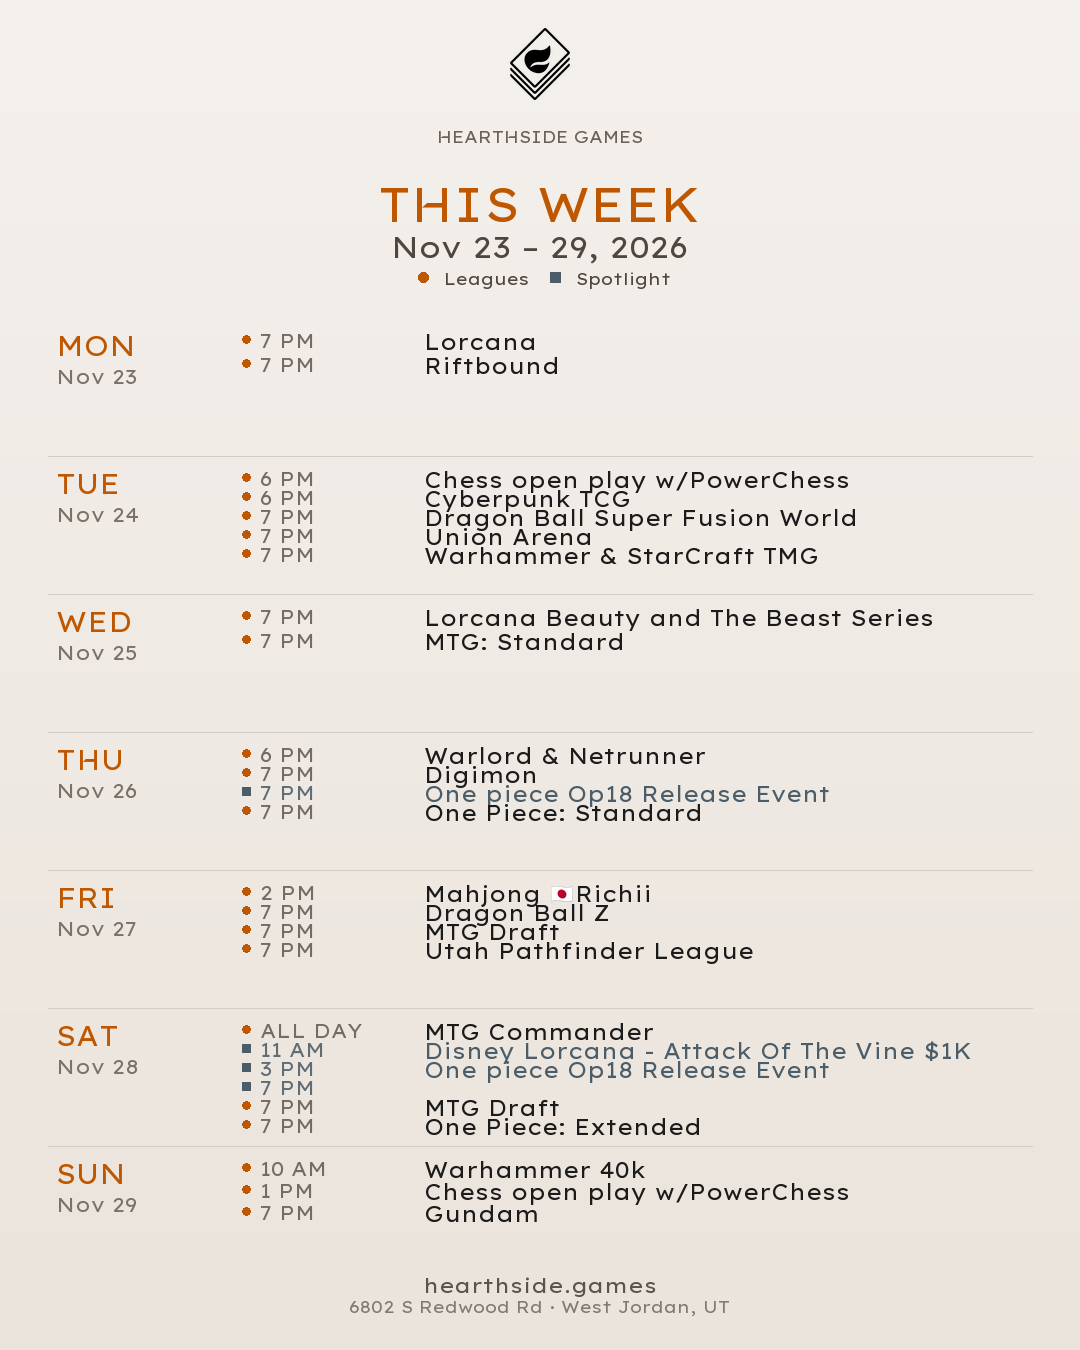 HEARTHSIDE GAMES
THIS WEEK
Nov 23 – 29, 2026
Leagues Spotlight
MON
Nov 23
7 PM Lorcana
7 PM Riftbound
TUE
Nov 24
6 PM Chess open play w/PowerChess
6 PM Cyberpunk TCG
7 PM Dragon Ball Super Fusion World
7 PM Union Arena
7 PM Warhammer & StarCraft TMG
WED
Nov 25
7 PM Lorcana Beauty and The Beast Series
7 PM MTG: Standard
THU
Nov 26
6 PM Warlord & Netrunner
7 PM Digimon
7 PM One piece Op18 Release Event
7 PM One Piece: Standard
FRI
Nov 27
2 PM Mahjong 🇯🇵Richii
7 PM Dragon Ball Z
7 PM MTG Draft
7 PM Utah Pathfinder League
SAT
Nov 28
ALL DAY MTG Commander
11 AM Disney Lorcana - Attack Of The Vine $1K
3 PM One piece Op18 Release Event
7 PM
7 PM MTG Draft
7 PM One Piece: Extended
SUN
Nov 29
10 AM Warhammer 40k
1 PM Chess open play w/PowerChess
7 PM Gundam
hearthside.games
6802 S Redwood Rd · West Jordan, UT